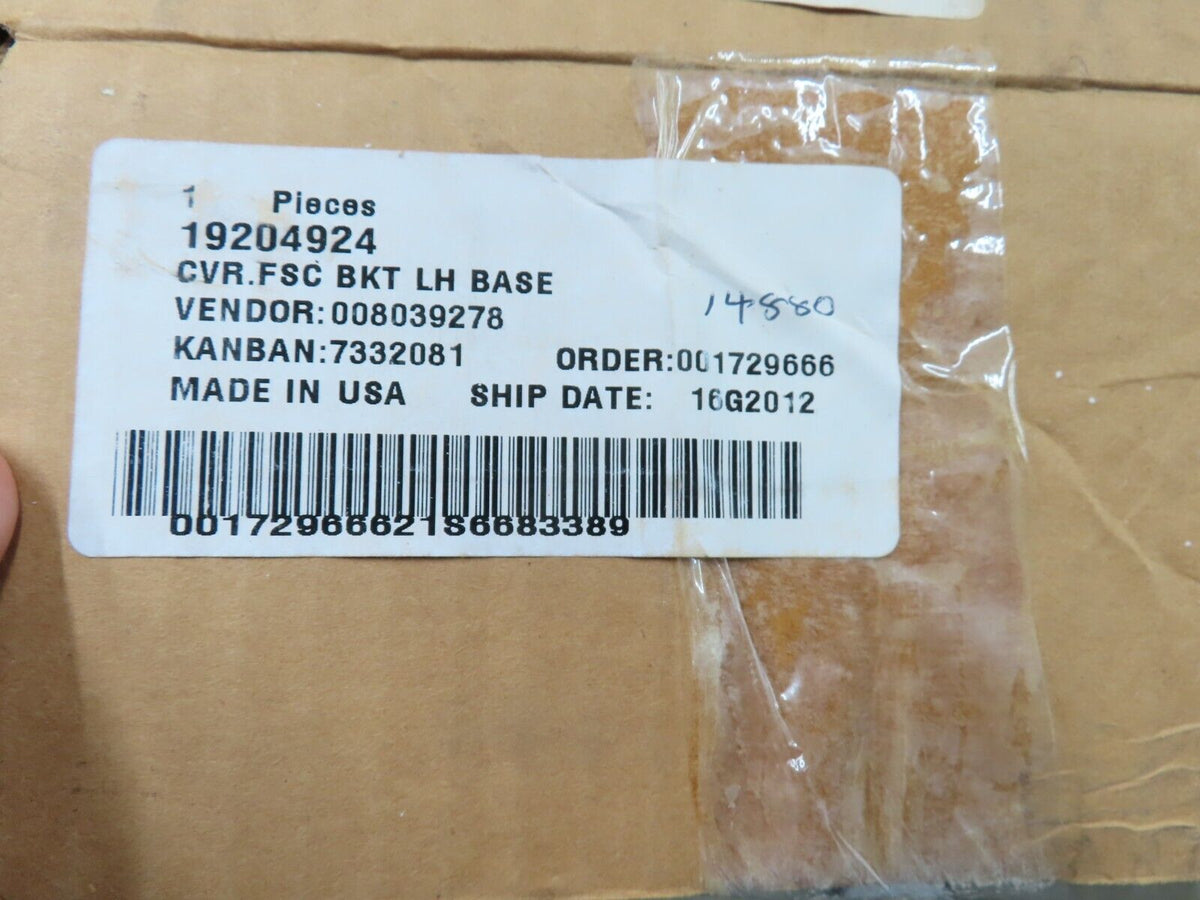 1 Pieces
19204924
CVR.FSC BKT LH BASE
VENDOR:008039278
14880
KANBAN:7332081 ORDER:001729666
MADE IN USA SHIP DATE: 16G2012
00172966621S6683389